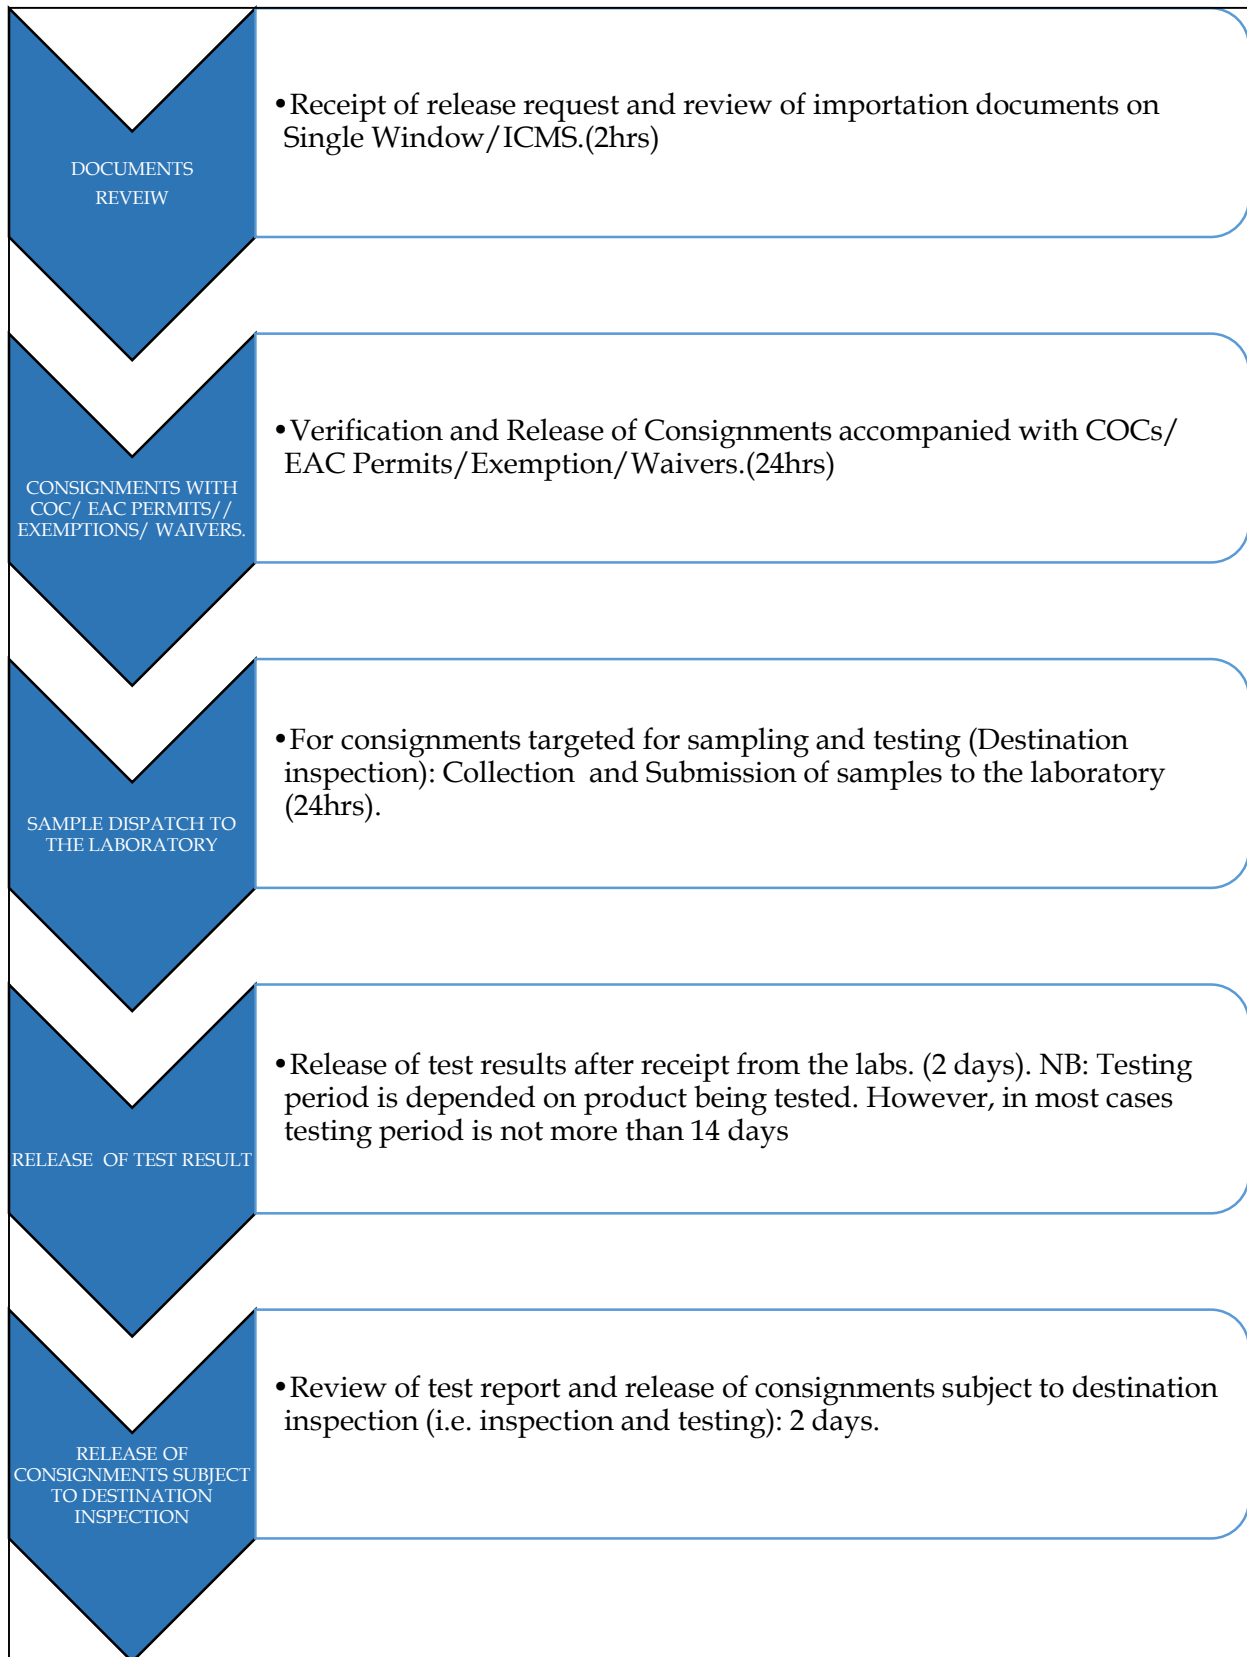 DOCUMENTS
REVEIW
•Receipt of release request and review of importation documents on
Single Window/ICMS.(2hrs)
CONSIGNMENTS WITH
COC/ EAC PERMITS//
EXEMPTIONS/ WAIVERS.
•Verification and Release of Consignments accompanied with COCs/
EAC Permits/Exemption/Waivers.(24hrs)
SAMPLE DISPATCH TO
THE LABORATORY
•For consignments targeted for sampling and testing (Destination
inspection): Collection  and Submission of samples to the laboratory
(24hrs).
RELEASE  OF TEST RESULT
•Release of test results after receipt from the labs. (2 days). NB: Testing
period is depended on product being tested. However, in most cases
testing period is not more than 14 days
RELEASE OF
CONSIGNMENTS SUBJECT
TO DESTINATION
INSPECTION
•Review of test report and release of consignments subject to destination
inspection (i.e. inspection and testing): 2 days.